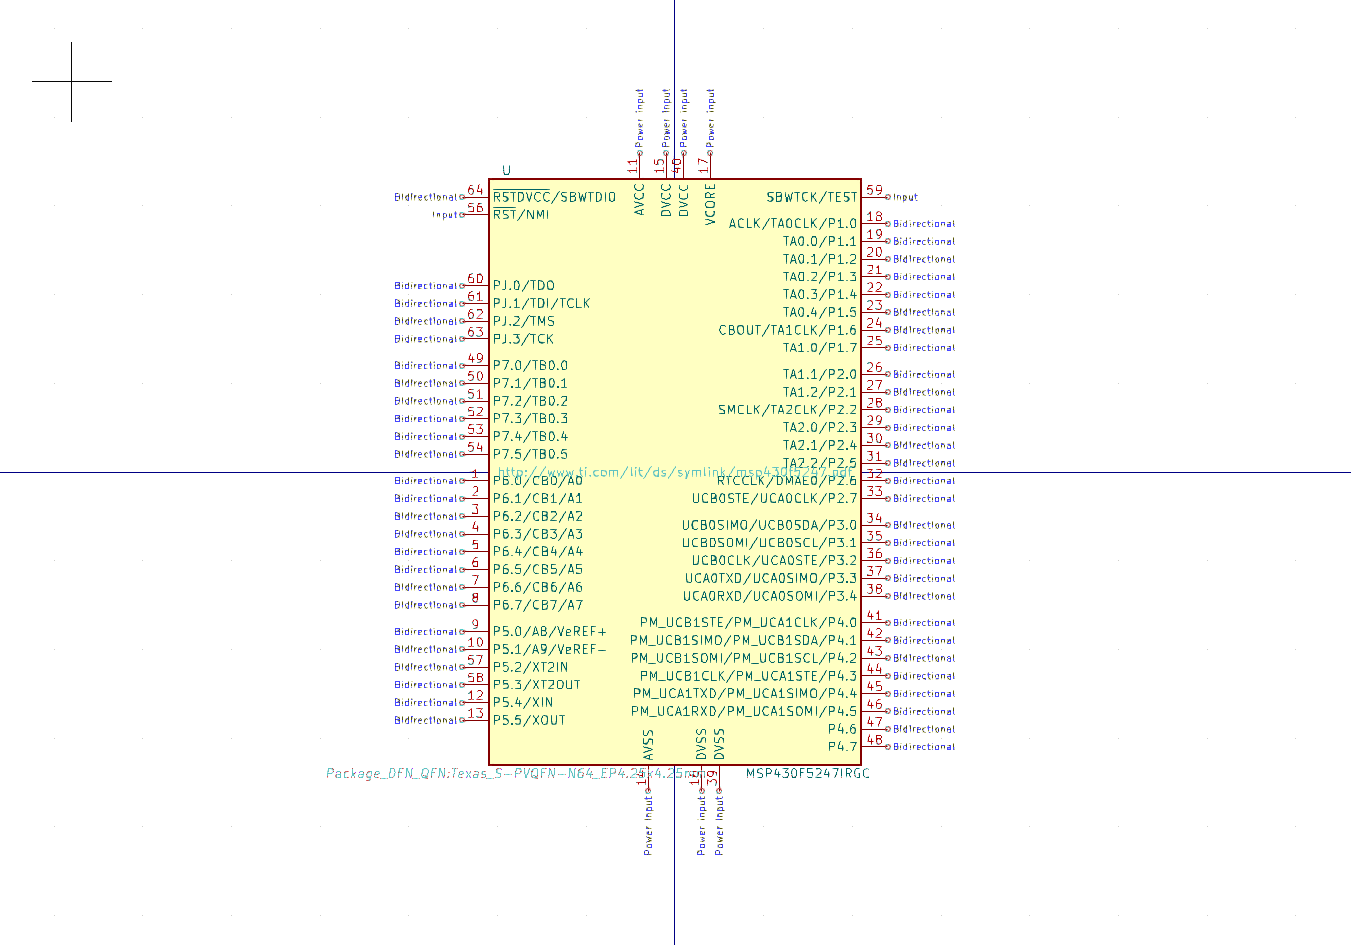 Power Input
Power Input
Power Input
Power Input
11
15
40
17
U
AVCC
DVCC
DVCC
VCORE
Bidirectional 64 RSTDVCC/SBWTDIO
Input 56 RST/NMI
Bidirectional 60 PJ.0/TDO
Bidirectional 61 PJ.1/TDI/TCLK
Bidirectional 62 PJ.2/TMS
Bidirectional 63 PJ.3/TCK
Bidirectional 49 P7.0/TB0.0
Bidirectional 50 P7.1/TB0.1
Bidirectional 51 P7.2/TB0.2
Bidirectional 52 P7.3/TB0.3
Bidirectional 53 P7.4/TB0.4
Bidirectional 54 P7.5/TB0.5
http://www.ti.com/lit/ds/symlink/msp430f5247.pdf
Bidirectional 1 P6.0/CB0/A0
Bidirectional 2 P6.1/CB1/A1
Bidirectional 3 P6.2/CB2/A2
Bidirectional 4 P6.3/CB3/A3
Bidirectional 5 P6.4/CB4/A4
Bidirectional 6 P6.5/CB5/A5
Bidirectional 7 P6.6/CB6/A6
Bidirectional 8 P6.7/CB7/A7
Bidirectional 9 P5.0/A8/VeREF+
Bidirectional 10 P5.1/A9/VeREF-
Bidirectional 57 P5.2/XT2IN
Bidirectional 58 P5.3/XT2OUT
Bidirectional 12 P5.4/XIN
Bidirectional 13 P5.5/XOUT
SBWTCK/TEST 59 Input
ACLK/TA0CLK/P1.0 18 Bidirectional
TA0.0/P1.1 19 Bidirectional
TA0.1/P1.2 20 Bidirectional
TA0.2/P1.3 21 Bidirectional
TA0.3/P1.4 22 Bidirectional
TA0.4/P1.5 23 Bidirectional
CBOUT/TA1CLK/P1.6 24 Bidirectional
TA1.0/P1.7 25 Bidirectional
TA1.1/P2.0 26 Bidirectional
TA1.2/P2.1 27 Bidirectional
SMCLK/TA2CLK/P2.2 28 Bidirectional
TA2.0/P2.3 29 Bidirectional
TA2.1/P2.4 30 Bidirectional
TA2.2/P2.5 31 Bidirectional
RTCCLK/DMAE0/P2.6 32 Bidirectional
UCB0STE/UCA0CLK/P2.7 33 Bidirectional
UCB0SIMO/UCB0SDA/P3.0 34 Bidirectional
UCB0SOMI/UCB0SCL/P3.1 35 Bidirectional
UCB0CLK/UCA0STE/P3.2 36 Bidirectional
UCA0TXD/UCA0SIMO/P3.3 37 Bidirectional
UCA0RXD/UCA0SOMI/P3.4 38 Bidirectional
PM_UCB1STE/PM_UCA1CLK/P4.0 41 Bidirectional
PM_UCB1SIMO/PM_UCB1SDA/P4.1 42 Bidirectional
PM_UCB1SOMI/PM_UCB1SCL/P4.2 43 Bidirectional
PM_UCB1CLK/PM_UCA1STE/P4.3 44 Bidirectional
PM_UCA1TXD/PM_UCA1SIMO/P4.4 45 Bidirectional
PM_UCA1RXD/PM_UCA1SOMI/P4.5 46 Bidirectional
P4.6 47 Bidirectional
P4.7 48 Bidirectional
AVSS
DVSS
DVSS
Package_DFN_QFN:Texas_S-PVQFN-N64_EP4.25x4.25mm
MSP430F5247IRGC
14
39
Power Input
Power Input
Power Input